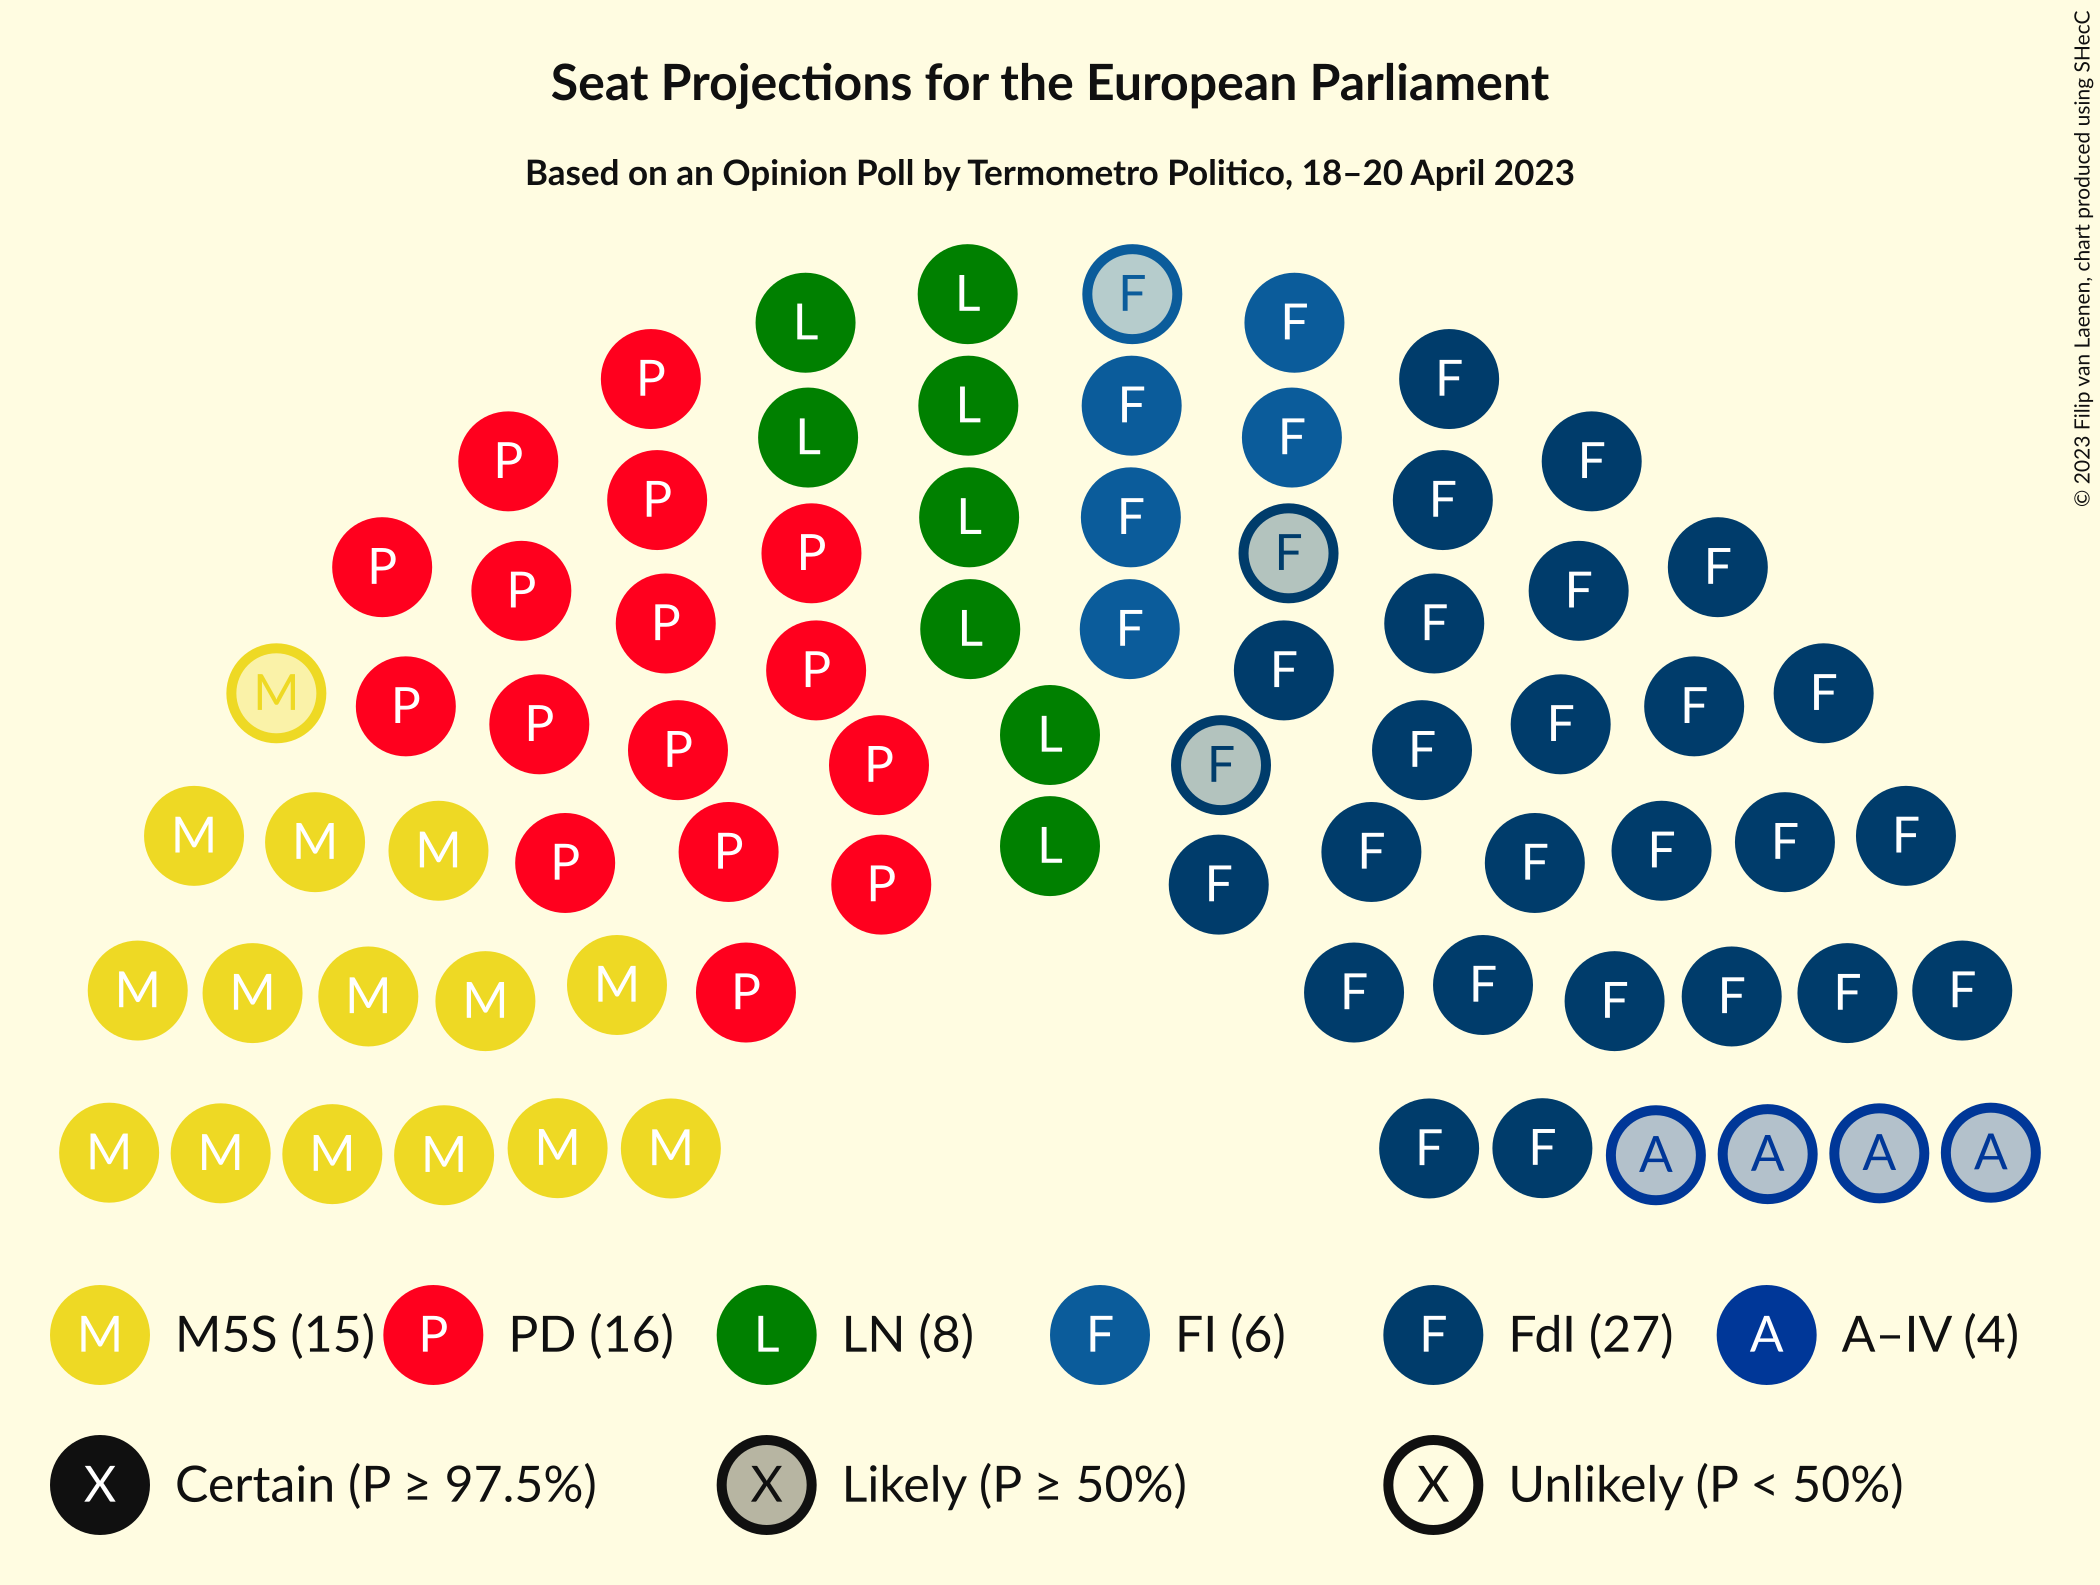 Seat Projections for the European Parliament
Based on an Opinion Poll by Termometro Politico, 18–20 April 2023
© 2023 Filip van Laenen, chart produced using SHecC
L L F F
P L L F F F
P P L L F F F F
P P P P L F F F F F
M P P P P P L F F F F F F
M M M P P P L F F F F F F
M M M M M P F F F F F F
M M M M M M F F A A A A
M M5S (15) P PD (16) L LN (8) F FI (6) F FdI (27) A A–IV (4)
X Certain (P ≥ 97.5%) X Likely (P ≥ 50%) X Unlikely (P < 50%)